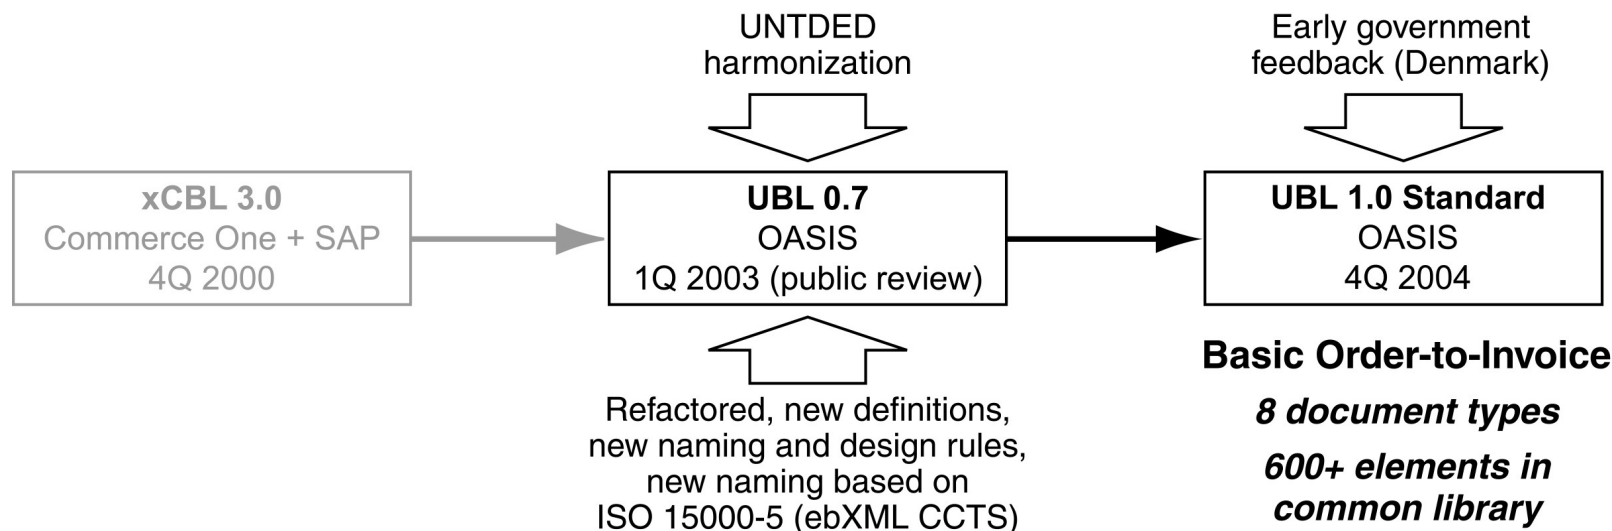 UNTDED
harmonization
Early government
feedback (Denmark)
xCBL 3.0
Commerce One + SAP
4Q 2000
UBL 0.7
OASIS
1Q 2003 (public review)
UBL 1.0 Standard
OASIS
4Q 2004
Refactored, new definitions,
new naming and design rules,
new naming based on
ISO 15000-5 (ebXML CCTS)
Basic Order-to-Invoice
8 document types
600+ elements in
common library